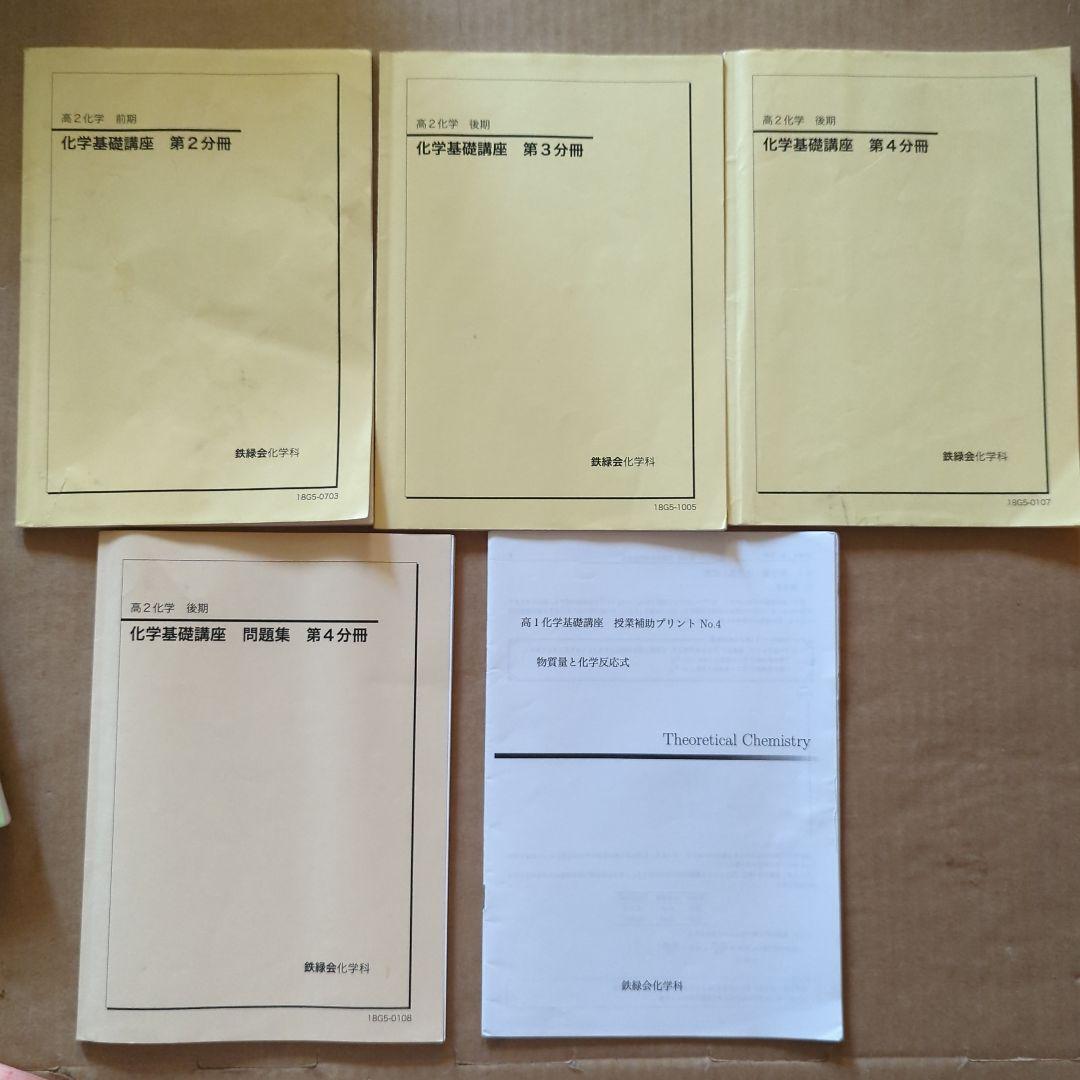 高2化学 前期
化学基礎講座 第2分冊
鉄緑会化学科
18G5-0703
高2化学 後期
化学基礎講座 第3分冊
鉄緑会化学科
18G5-1005
高2化学 後期
化学基礎講座 第4分冊
鉄緑会化学科
18G5-0107
高2化学 後期
化学基礎講座 問題集 第4分冊
鉄緑会化学科
18G5-0108
高1化学基礎講座 授業補助プリント No.4
物質量と化学反応式
Theoretical Chemistry
鉄緑会化学科